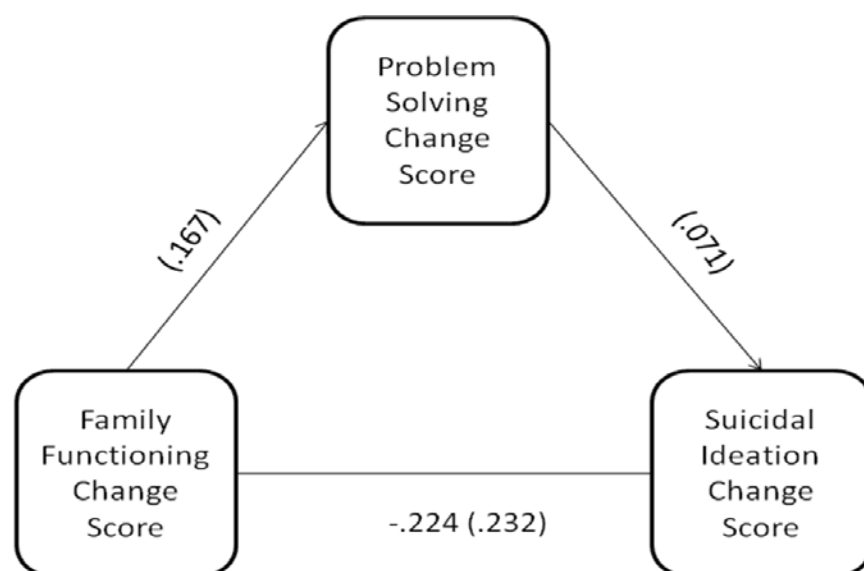 Problem
Solving
Change
Score
(.167)
(.071)
Family
Functioning
Change
Score
-.224 (.232)
Suicidal
Ideation
Change
Score